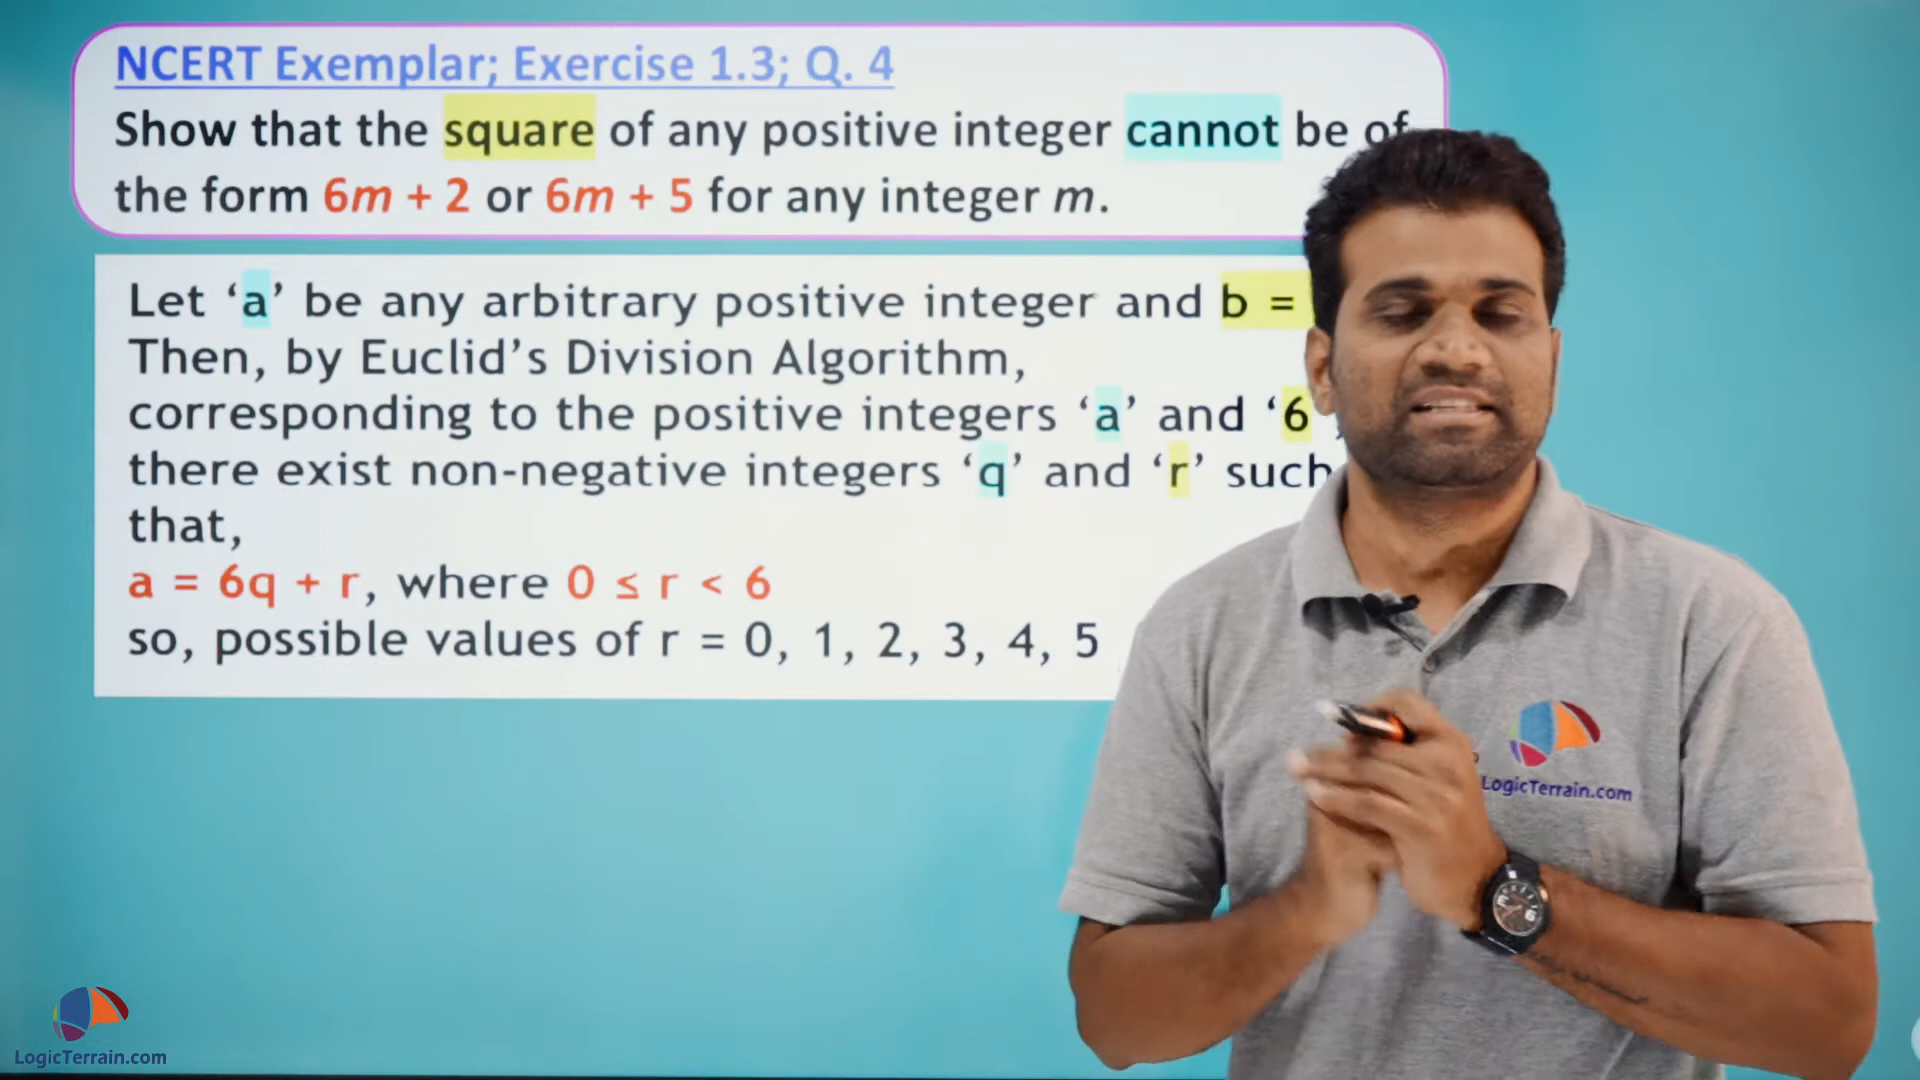 NCERT Exemplar; Exercise 1.3; Q. 4
Show that the square of any positive integer cannot be of
the form 6m + 2 or 6m + 5 for any integer m.
Let ‘a’ be any arbitrary positive integer and b =
Then, by Euclid’s Division Algorithm,
corresponding to the positive integers ‘a’ and ‘6’,
there exist non-negative integers ‘q’ and ‘r’ such
that,
a = 6q + r, where 0 ≤ r < 6
so, possible values of r = 0, 1, 2, 3, 4, 5
LogicTerrain.com
LogicTerrain.com